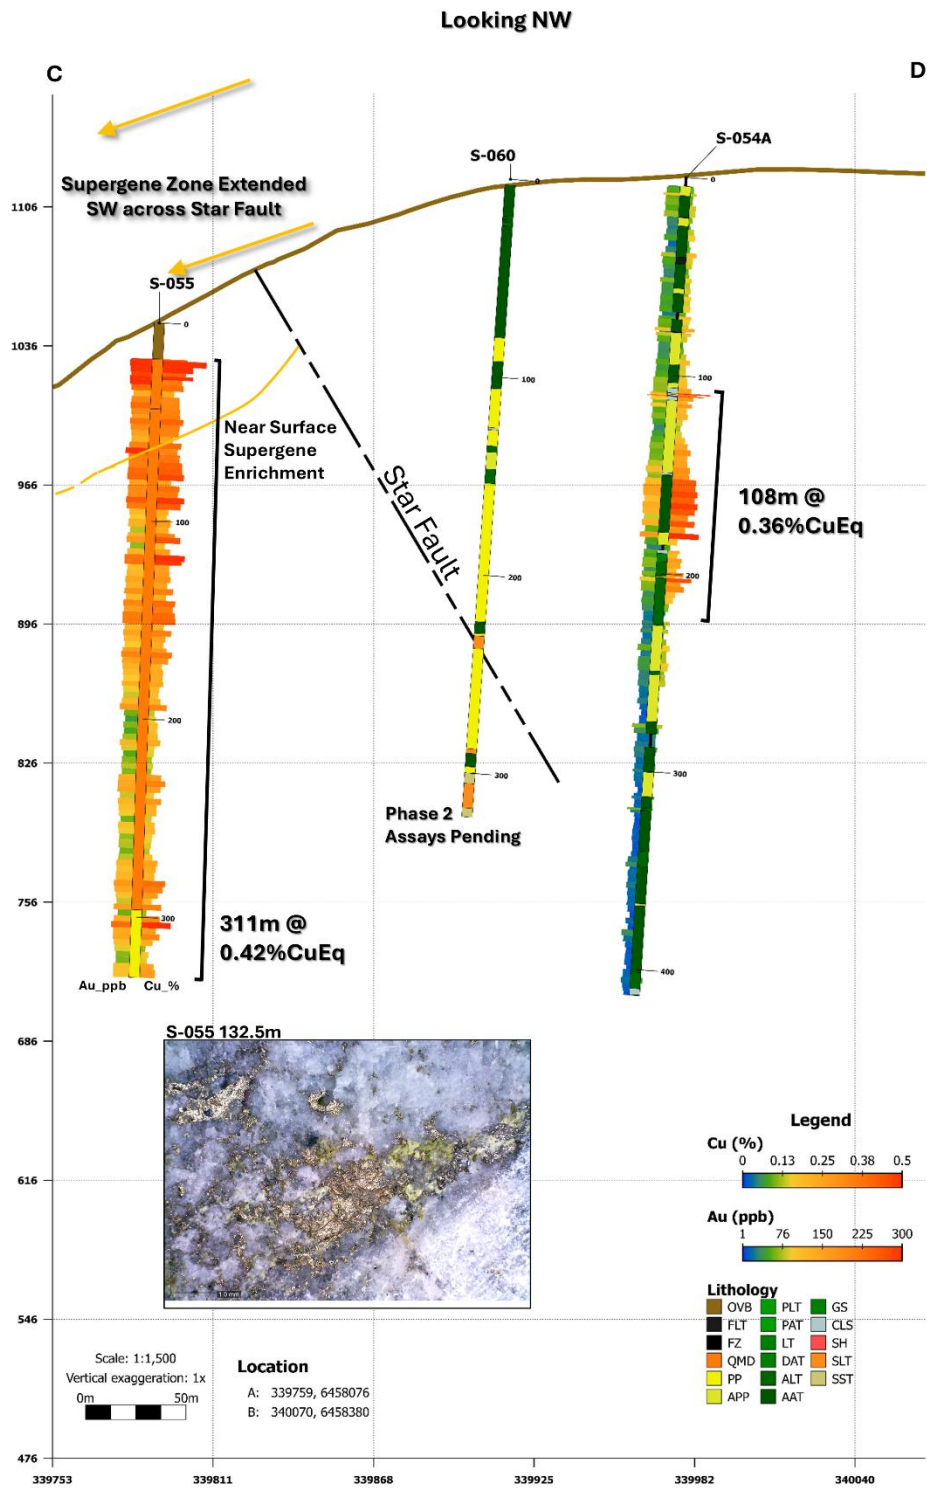 Looking NW
C
D
S-054A
S-060
0
0
Supergene Zone Extended
SW across Star Fault
1106
S-055
0
1036
100
100
Near Surface
Supergene
Enrichment
Star Fault
966
108m @
0.36%CuEq
100
200
200
896
200
826
300
300
Phase 2
Assays Pending
756
300
311m @
0.42%CuEq
400
Au_ppb
Cu_%
686
S-055 132.5m
1.0 mm
616
546
476
Legend
Cu (%)
0 0.13 0.25 0.38 0.5
Au (ppb)
1 76 150 225 300
Lithology
OVB PLT GS
FLT PAT CLS
FZ LT SH
QMD DAT SLT
PP ALT SST
APP AAT
Scale: 1:1,500
Vertical exaggeration: 1x
0m 50m
Location
A: 339759, 6458076
B: 340070, 6458380
339753 339811 339868 339925 339982 340040